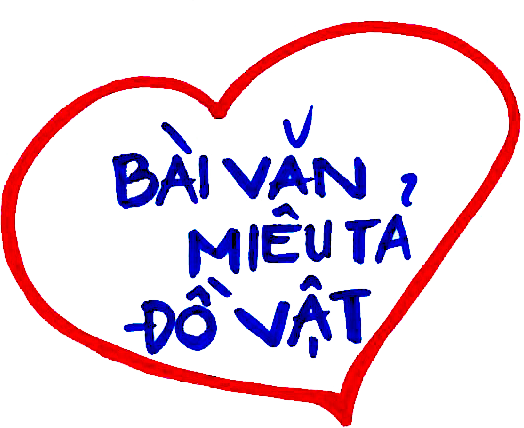 BÀI VĂN
MIÊU TẢ
ĐỒ VẬT